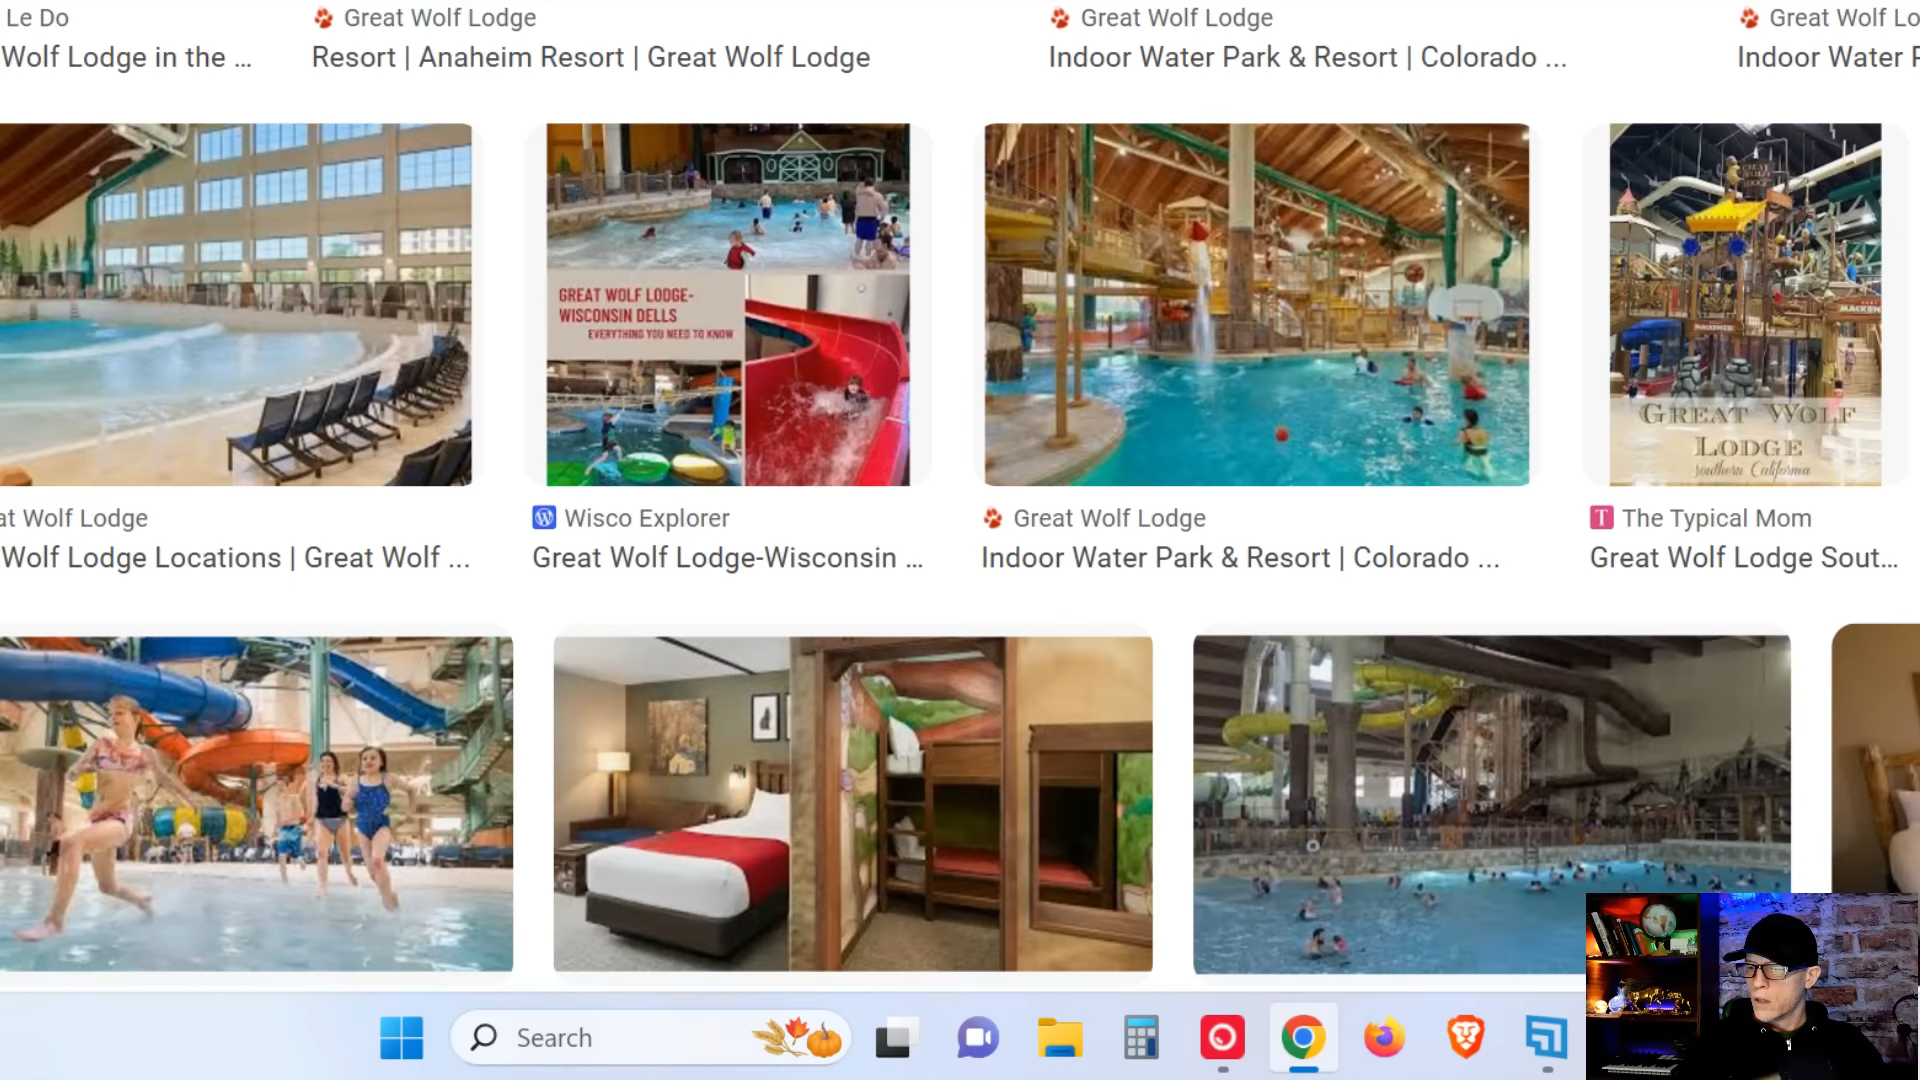 Le Do
Great Wolf Lodge
Great Wolf Lodge
Great Wolf Lo
Wolf Lodge in the ...
Resort | Anaheim Resort | Great Wolf Lodge
Indoor Water Park & Resort | Colorado ...
Indoor Water P
GREAT WOLF LODGE-
WISCONSIN DELLS
EVERYTHING YOU NEED TO KNOW
GREAT WOLF
LODGE
Southern California
at Wolf Lodge
Wisco Explorer
Great Wolf Lodge
T The Typical Mom
Wolf Lodge Locations | Great Wolf ...
Great Wolf Lodge-Wisconsin ...
Indoor Water Park & Resort | Colorado ...
Great Wolf Lodge Sout...
Search